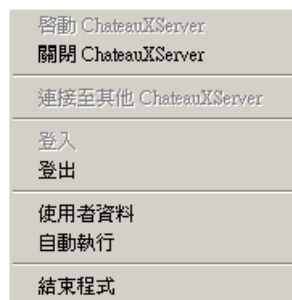 啓動 ChateauXServer
關閉 ChateauXServer
連接至其他 ChateauXServer
登入
登出
使用者資料
自動執行
結束程式